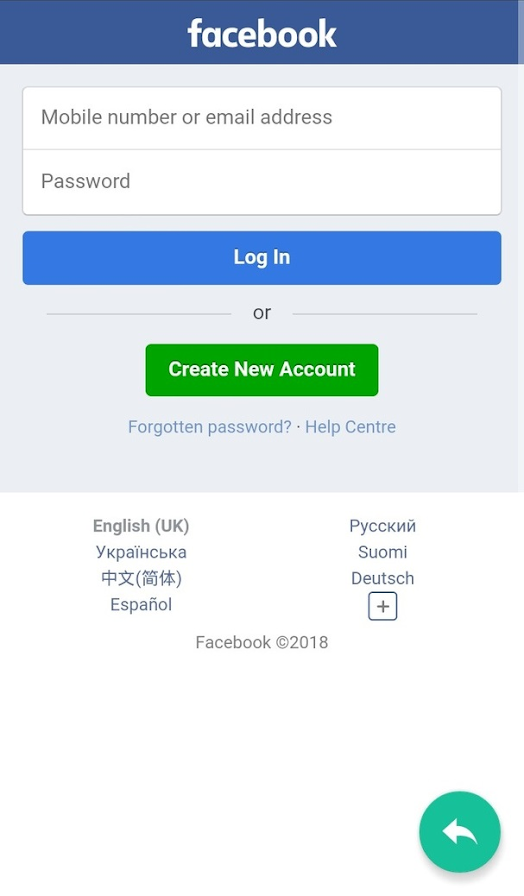 facebook
Mobile number or email address
Password
Log In
or
Create New Account
Forgotten password? · Help Centre
English (UK)
Українська
中文(简体)
Español
Русский
Suomi
Deutsch
+
Facebook ©2018